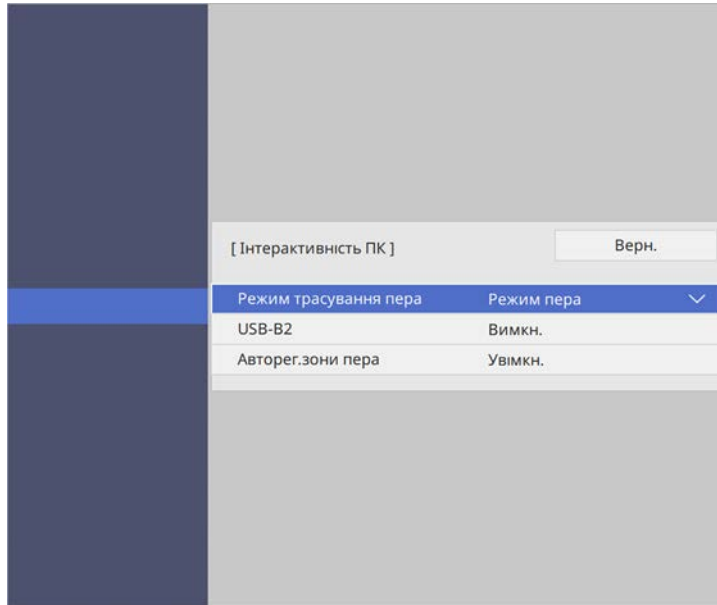 [ Інтерактивність ПК ] Верн.
Режим трасування пера Режим пера
USB-B2 Вимкн.
Авторег.зони пера Увімкн.